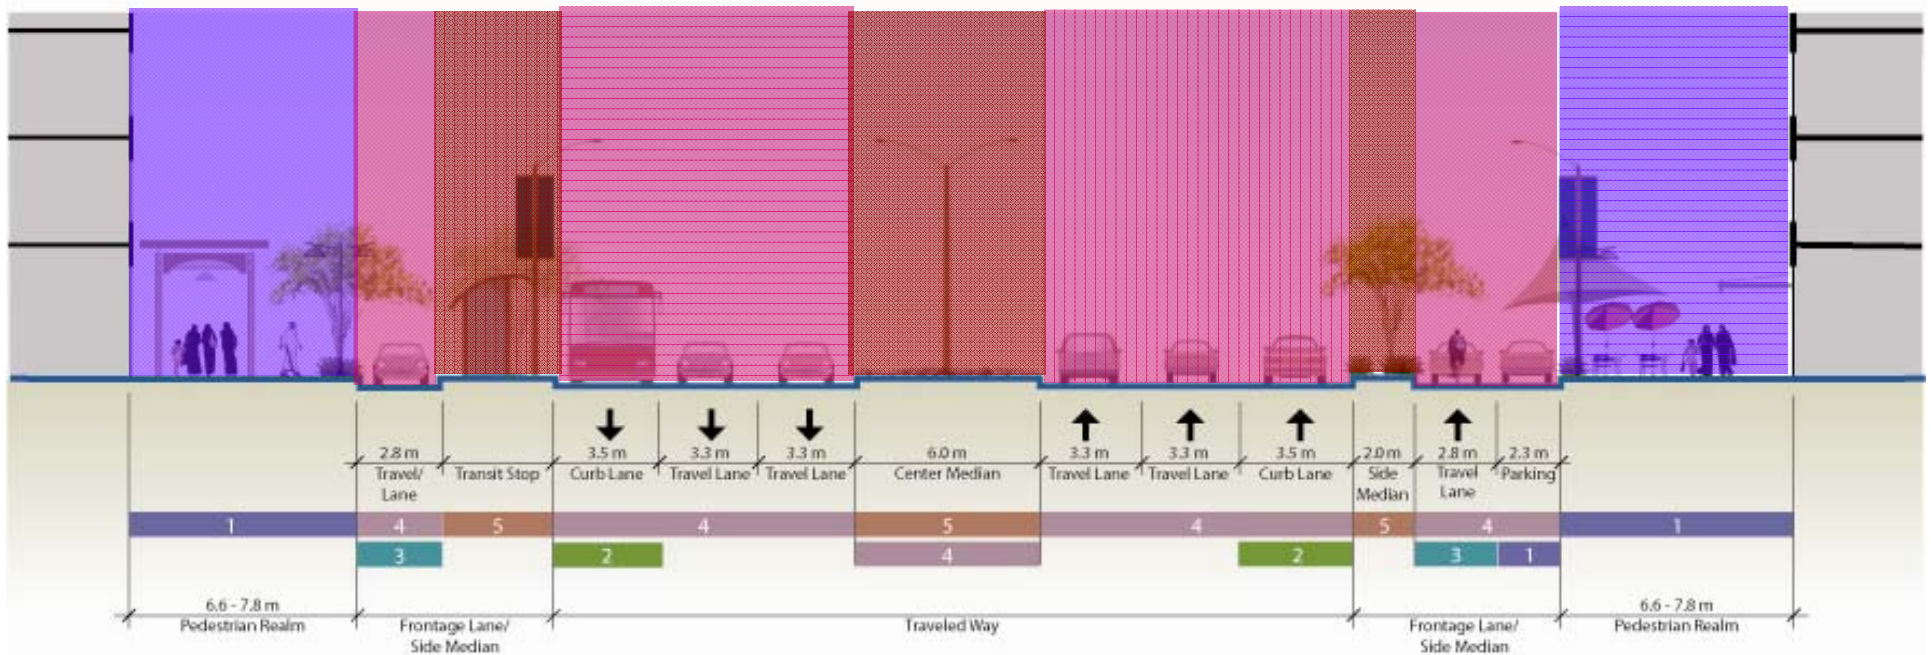 2.8 m 3.5 m 3.3 m 3.3 m 6.0 m 3.3 m 3.3 m 3.5 m 2.0 m 2.8 m 2.3 m
Travel/ Transit Stop Curb Lane Travel Lane Travel Lane Center Median Travel Lane Travel Lane Curb Lane Side Travel Parking
Lane Median Lane
1 4 5 4 5 4 5 4 1
3 2 4 2 3 1
6.6 - 7.8 m 6.6 - 7.8 m
Pedestrian Realm Frontage Lane/ Traveled Way Frontage Lane/ Pedestrian Realm
Side Median Side Median